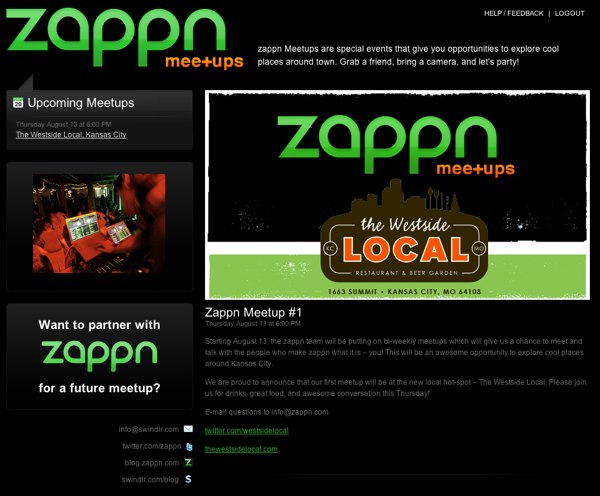 HELP / FEEDBACK | LOGOUT
zappn
mee+ups
zappn Meetups are special events that give you opportunities to explore cool
places around town. Grab a friend, bring a camera, and let's party!
29 Upcoming Meetups
Thursday August 13 at 6:00 PM
The Westside Local, Kansas City
Want to partner with
zappn
for a future meetup?
info@swindlr.com
twitter.com/zappn
blog.zappn.com
swindlr.com/blog
zappn
mee+ups
the Westside
KC LOCAL MO
RESTAURANT & BEER GARDEN
1663 SUMMIT • KANSAS CITY, MO 64108
Zappn Meetup #1
Thursday August 13 at 6:00 PM
Starting August 13, the zappn team will be putting on bi-weekly meetups which will give us a chance to meet and
talk with the people who make zappn what it is – you! This will be an awesome opportunity to explore cool places
around Kansas City.
We are proud to announce that our first meetup will be at the new local hot-spot – The Westside Local. Please join
us for drinks, great food, and awesome conversation this Thursday!
E-mail questions to info@zappn.com
twitter.com/westsidelocal
thewestsidelocal.com